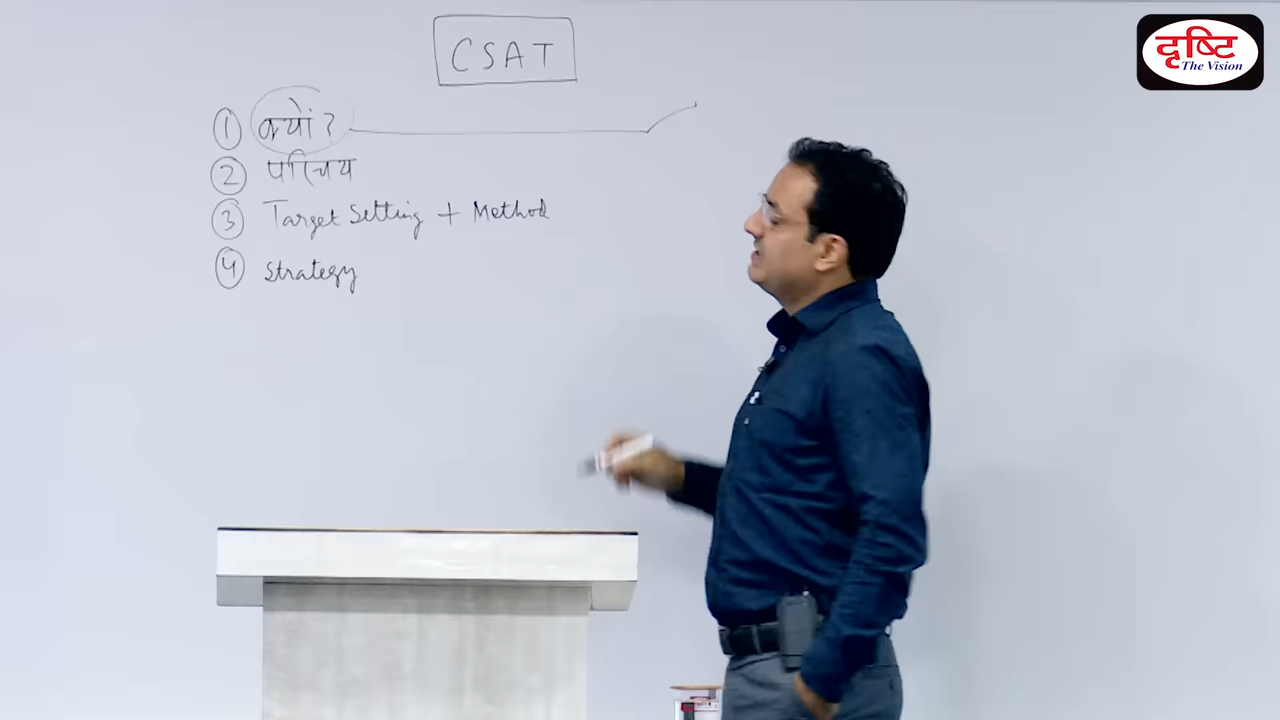 CSAT
① क्यों?
② परिचय
③ Target Setting + Method
④ Strategy
दृष्टि
The Vision